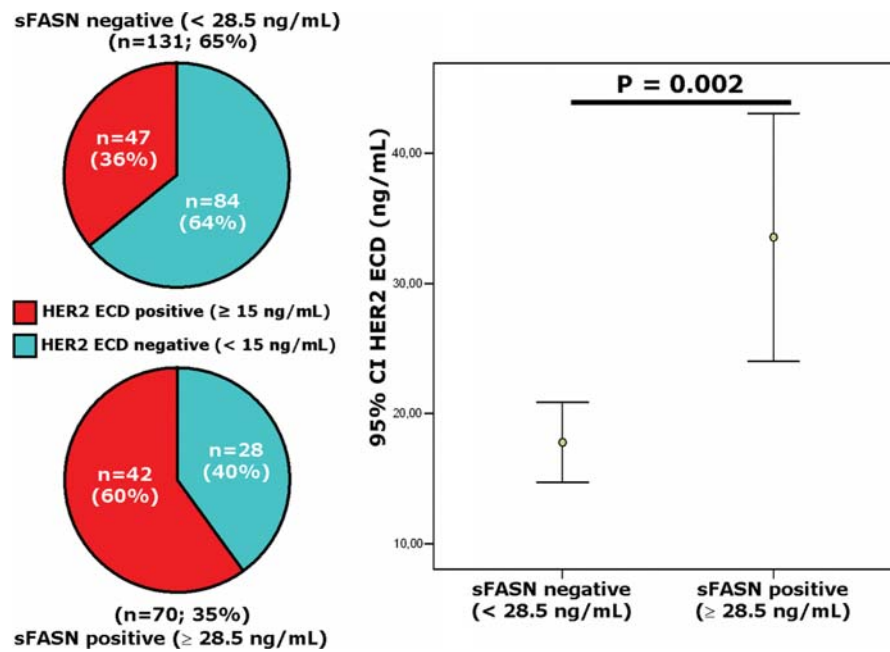 sFASN negative (< 28.5 ng/mL)
(n=131; 65%)
n=47
(36%)
n=84
(64%)
HER2 ECD positive (≥ 15 ng/mL)
HER2 ECD negative (< 15 ng/mL)
n=28
(40%)
n=42
(60%)
(n=70; 35%)
sFASN positive (≥ 28.5 ng/mL)
P = 0.002
95% CI HER2 ECD (ng/mL)
40,00
30,00
20,00
10,00
sFASN negative
(< 28.5 ng/mL)
sFASN positive
(≥ 28.5 ng/mL)